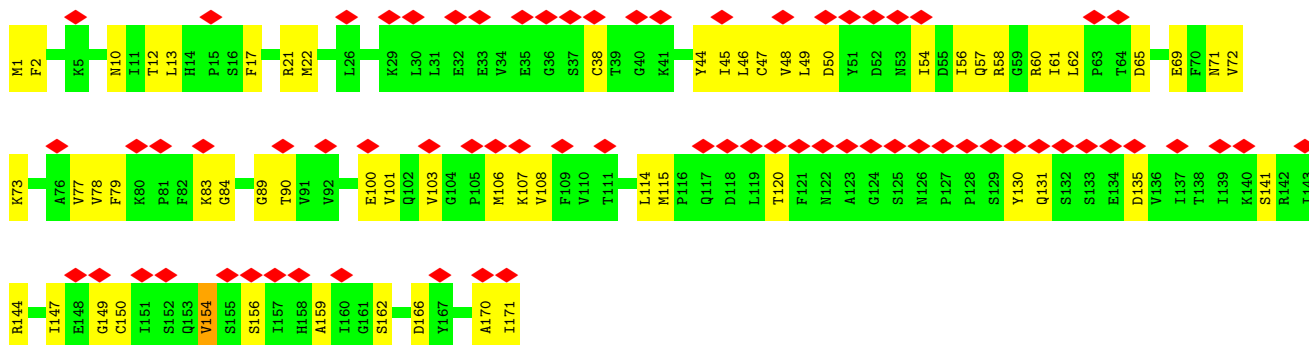 M1 F2 K5 N10 I11 T12 L13 H14 P15 S16 F17 R21 M22 L26 K29 L30 L31 E32 E33 V34 E35 G36 S37 C38 T39 G40 K41 Y44 I45 L46 C47 V48 L49 D50 Y51 D52 N53 I54 D55 I56 Q57 R58 G59 R60 I61 L62 P63 T64 D65 E69 F70 N71 V72
K73 A76 V77 V78 F79 K80 P81 F82 K83 G84 G89 T90 V91 V92 E100 V101 Q102 V103 G104 P105 M106 K107 V108 F109 V110 T111 L114 M115 P116 Q117 D118 L119 T120 F121 N122 A123 G124 S125 N126 P127 P128 S129 Y130 Q131 S132 S133 E134 D135 V136 I137 T138 I139 K140 S141 R142
R144 I147 E148 G149 C150 I151 S152 Q153 V154 S155 S156 I157 H158 A159 I160 G161 S162 D166 Y167 A170 I171